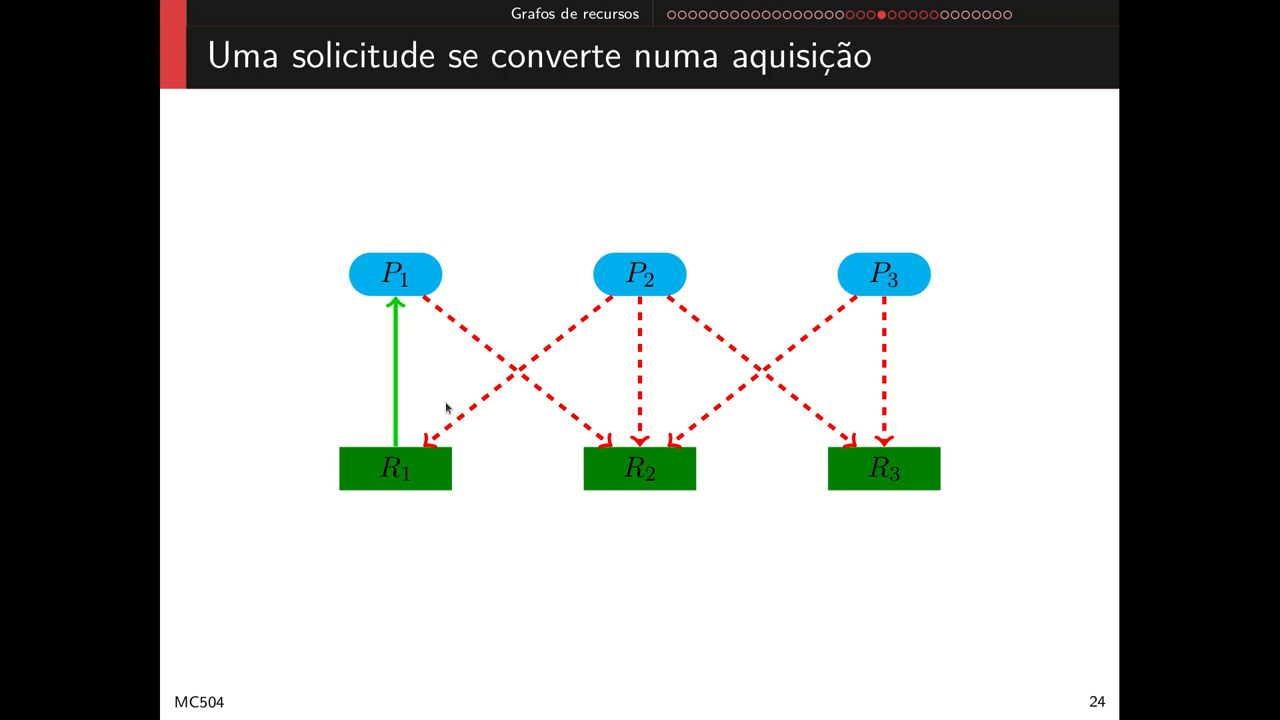 Grafos de recursos
Uma solicitude se converte numa aquisição
P1 P2 P3
R1 R2 R3
MC504 24